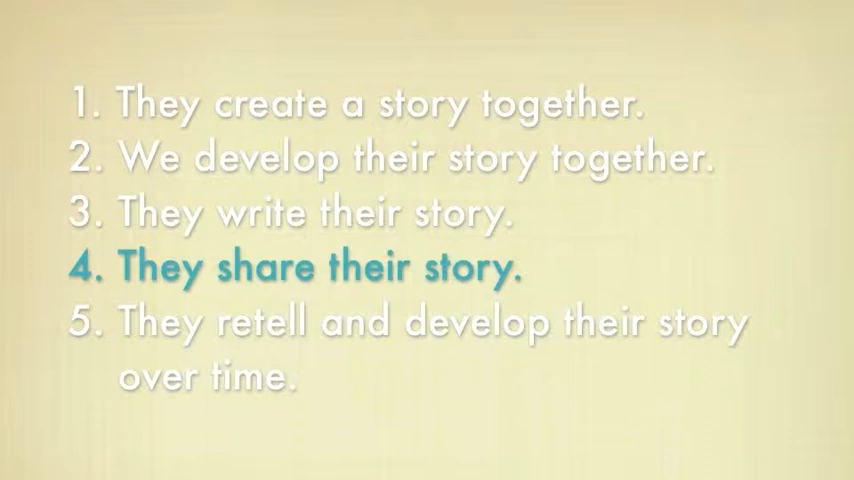 1. They create a story together.
2. We develop their story together.
3. They write their story.
4. They share their story.
5. They retell and develop their story
over time.